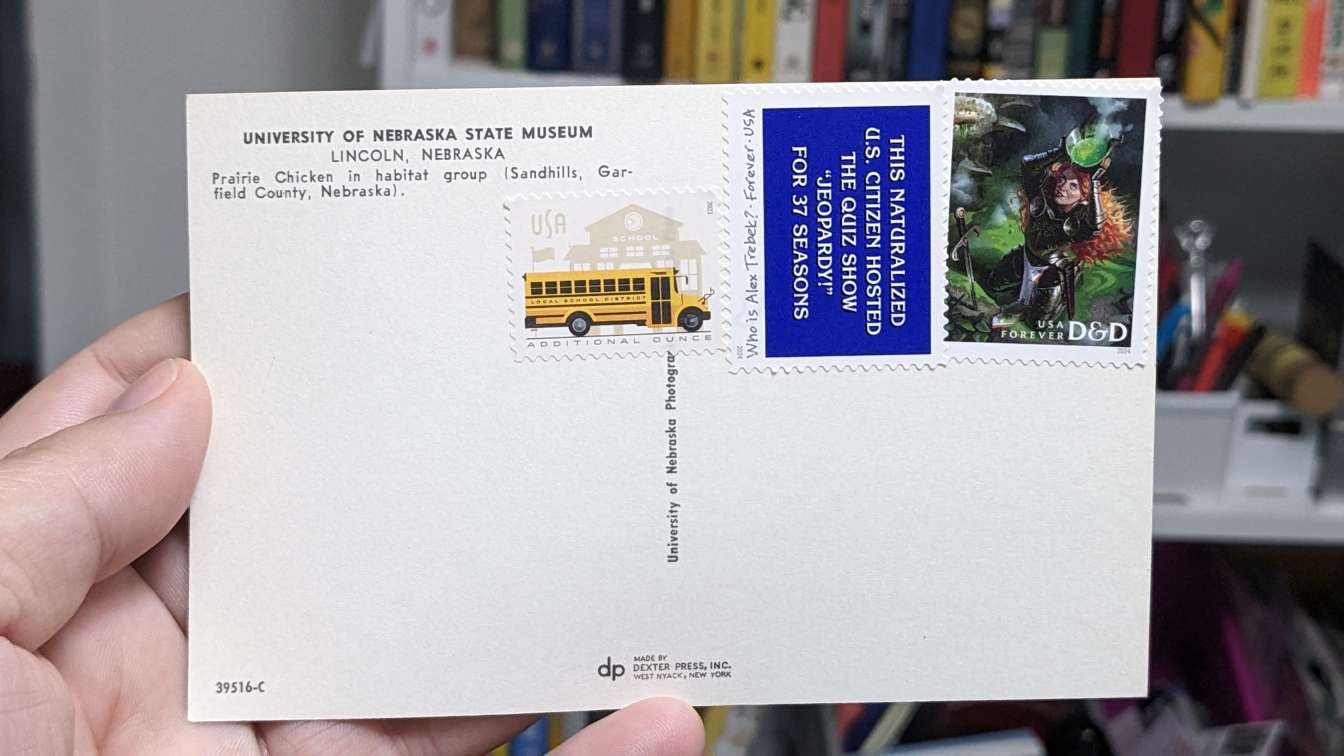 UNIVERSITY OF NEBRASKA STATE MUSEUM
LINCOLN, NEBRASKA
Prairie Chicken in habitat group (Sandhills, Gar-
field County, Nebraska).
USA
2023
SCHOOL
LOCAL SCHOOL DISTRICT
ADDITIONAL OUNCE
Who is Alex Trebek? · Forever · USA
2024
THIS NATURALIZED
U.S. CITIZEN HOSTED
THE QUIZ SHOW
“JEOPARDY!”
FOR 37 SEASONS
USA
FOREVER
D&D
2024
University of Nebraska Photogra
39516-C
dp
MADE BY
DEXTER PRESS, INC.
WEST NYACK, NEW YORK